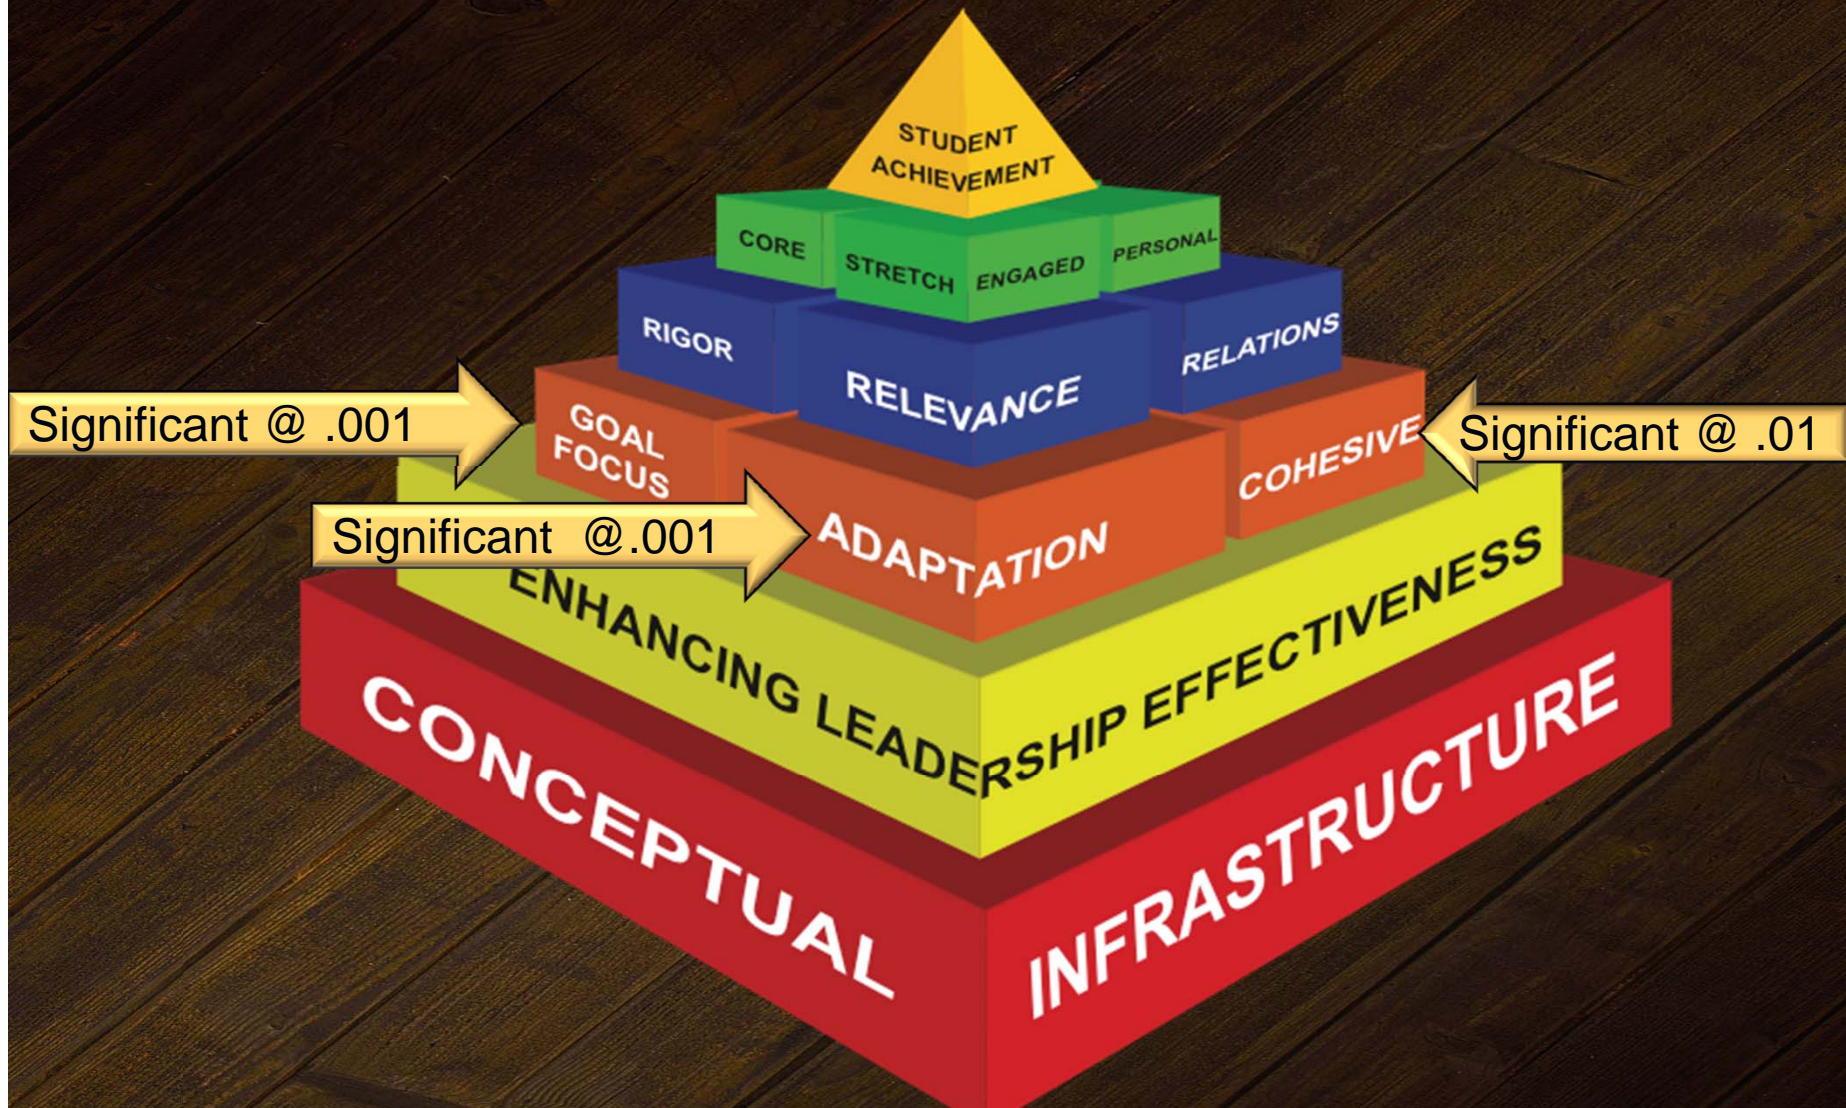 STUDENT
ACHIEVEMENT
CORE
STRETCH
ENGAGED
PERSONAL
RIGOR
RELEVANCE
RELATIONS
Significant @ .001
GOAL
FOCUS
COHESIVE
Significant @ .01
Significant  @.001
ADAPTATION
ENHANCING LEADERSHIP EFFECTIVENESS
CONCEPTUAL
INFRASTRUCTURE